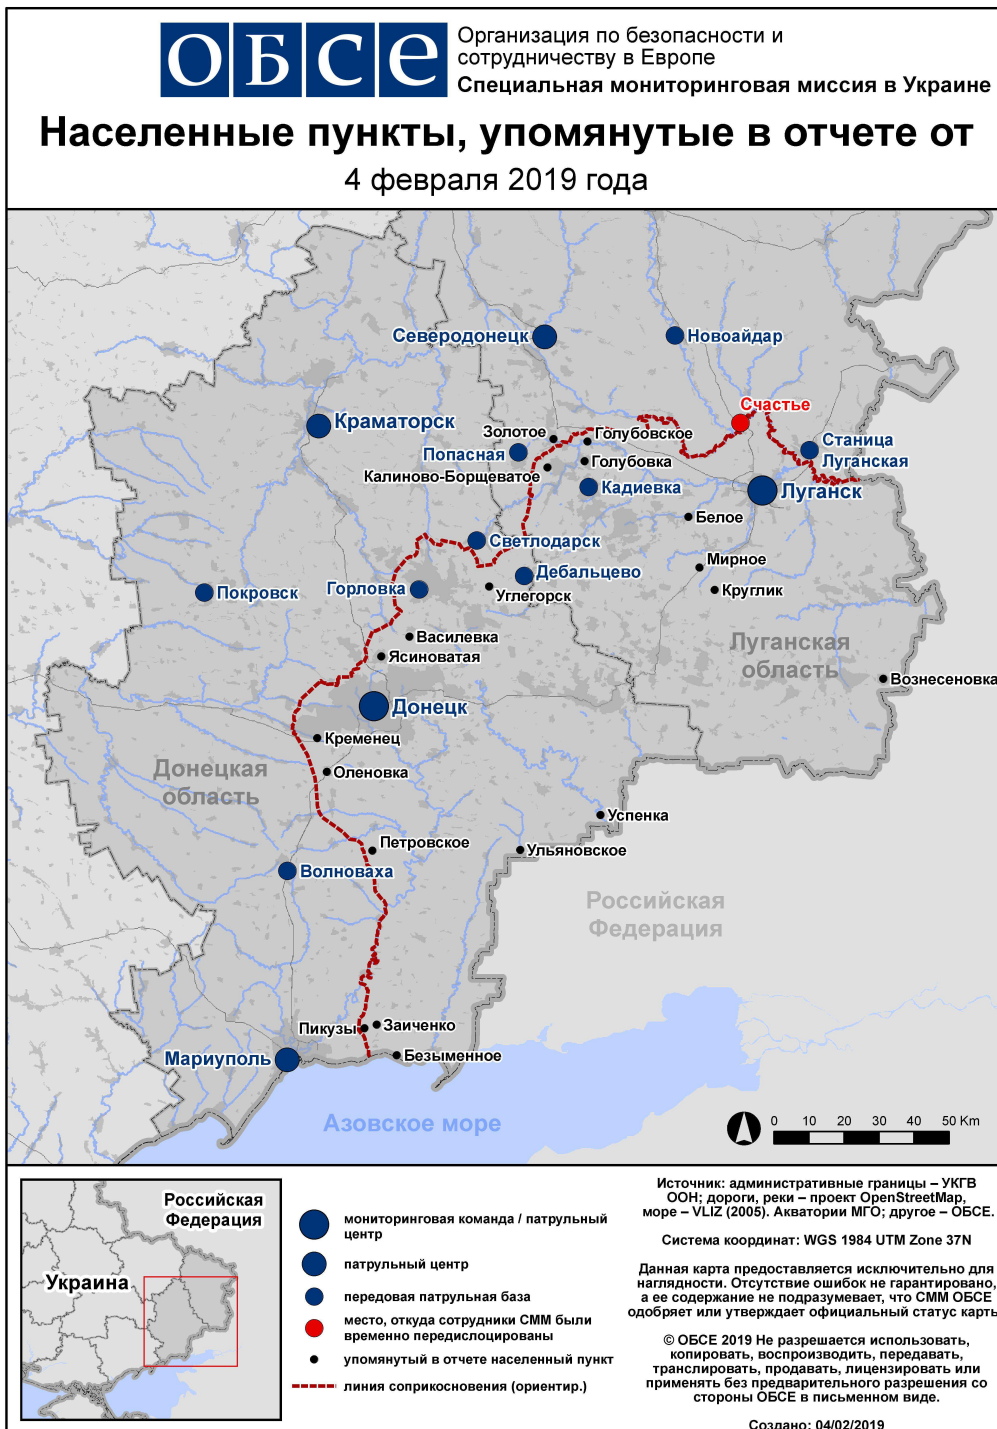 ОБСЕ
Организация по безопасности и
сотрудничеству в Европе
Специальная мониторинговая миссия в Украине
Населенные пункты, упомянутые в отчете от
4 февраля 2019 года
Северодонецк
Новоайдар
Счастье
Краматорск
Золотое
Голубовское
Станица
Луганская
Попасная
Голубовка
Калиново-Борщеватое
Кадиевка
Луганск
Белое
Светлодарск
Мирное
Дебальцево
Горловка
Покровск
Углегорск
Круглик
Василевка
Луганская
область
Ясиноватая
Вознесеновка
Донецк
Кременец
Донецкая
область
Оленовка
Успенка
Петровское
Ульяновское
Волноваха
Российская
Федерация
Пикузы
Заиченко
Мариуполь
Безыменное
Азовское море
0 10 20 30 40 50 Km
Российская
Федерация
Украина
мониторинговая команда / патрульный
центр
патрульный центр
передовая патрульная база
место, откуда сотрудники СММ были
временно передислоцированы
упомянутый в отчете населенный пункт
линия соприкосновения (ориентир.)
Источник: административные границы – УКГВ
ООН; дороги, реки – проект OpenStreetMap,
море – VLIZ (2005). Акватории МГО; другое – ОБСЕ.
Система координат: WGS 1984 UTM Zone 37N
Данная карта предоставляется исключительно для
наглядности. Отсутствие ошибок не гарантировано,
а ее содержание не подразумевает, что СММ ОБСЕ
одобряет или утверждает официальный статус карты
© ОБСЕ 2019 Не разрешается использовать,
копировать, воспроизводить, передавать,
транслировать, продавать, лицензировать или
применять без предварительного разрешения со
стороны ОБСЕ в письменном виде.
Создано: 04/02/2019